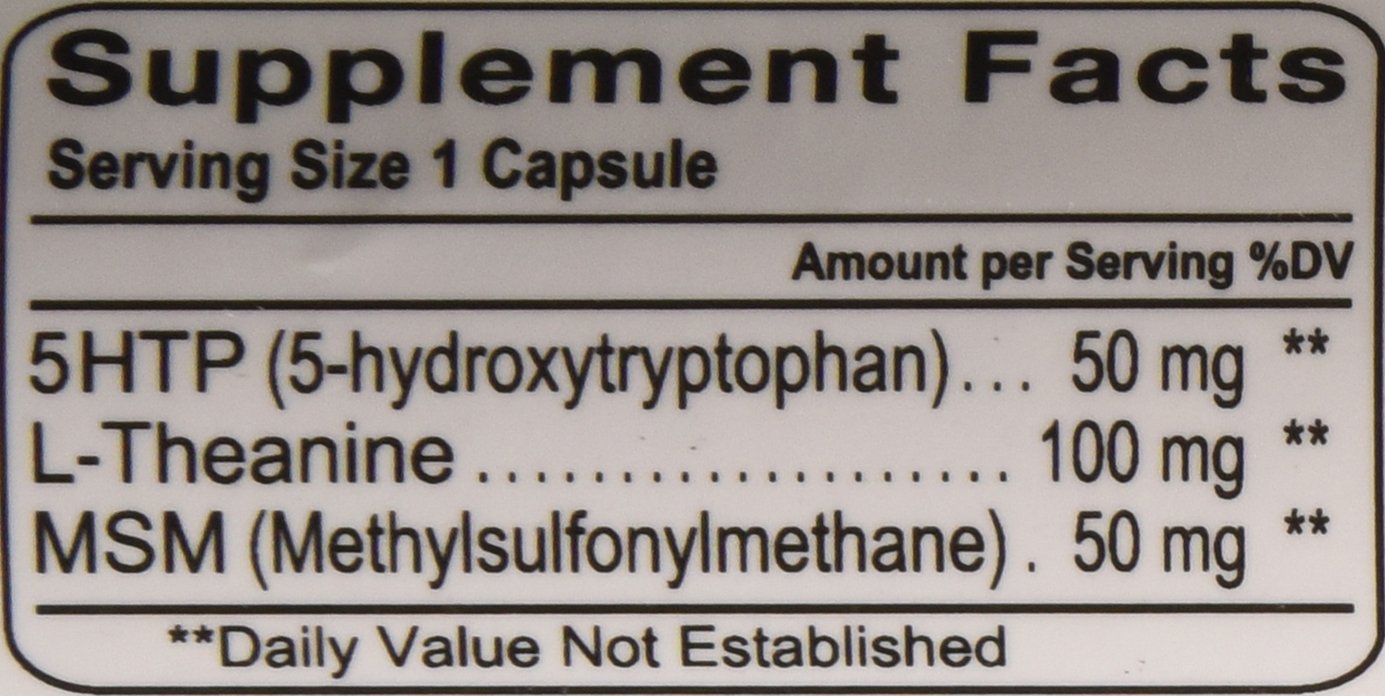 Supplement Facts
Serving Size 1 Capsule
Amount per Serving %DV
5HTP (5-hydroxytryptophan)... 50 mg **
L-Theanine ................... 100 mg **
MSM (Methylsulfonylmethane) . 50 mg **
**Daily Value Not Established